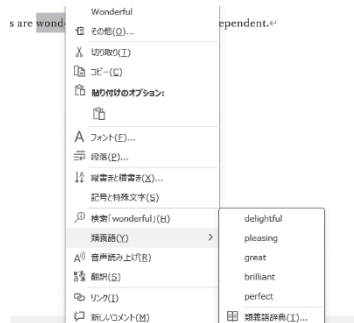 Wonderful
s are wond ependent.↵
その他(O)...
切り取り(T)
コピー(C)
貼り付けのオプション:
フォント(F)...
段落(P)...
縦書きと横書き(X)...
記号と特殊文字(S)
検索「wonderful」(H)
類義語(Y)
音声読み上げ(R)
翻訳(S)
リンク(I)
新しいコメント(M)
delightful
pleasing
great
brilliant
perfect
類義語辞典(T)...